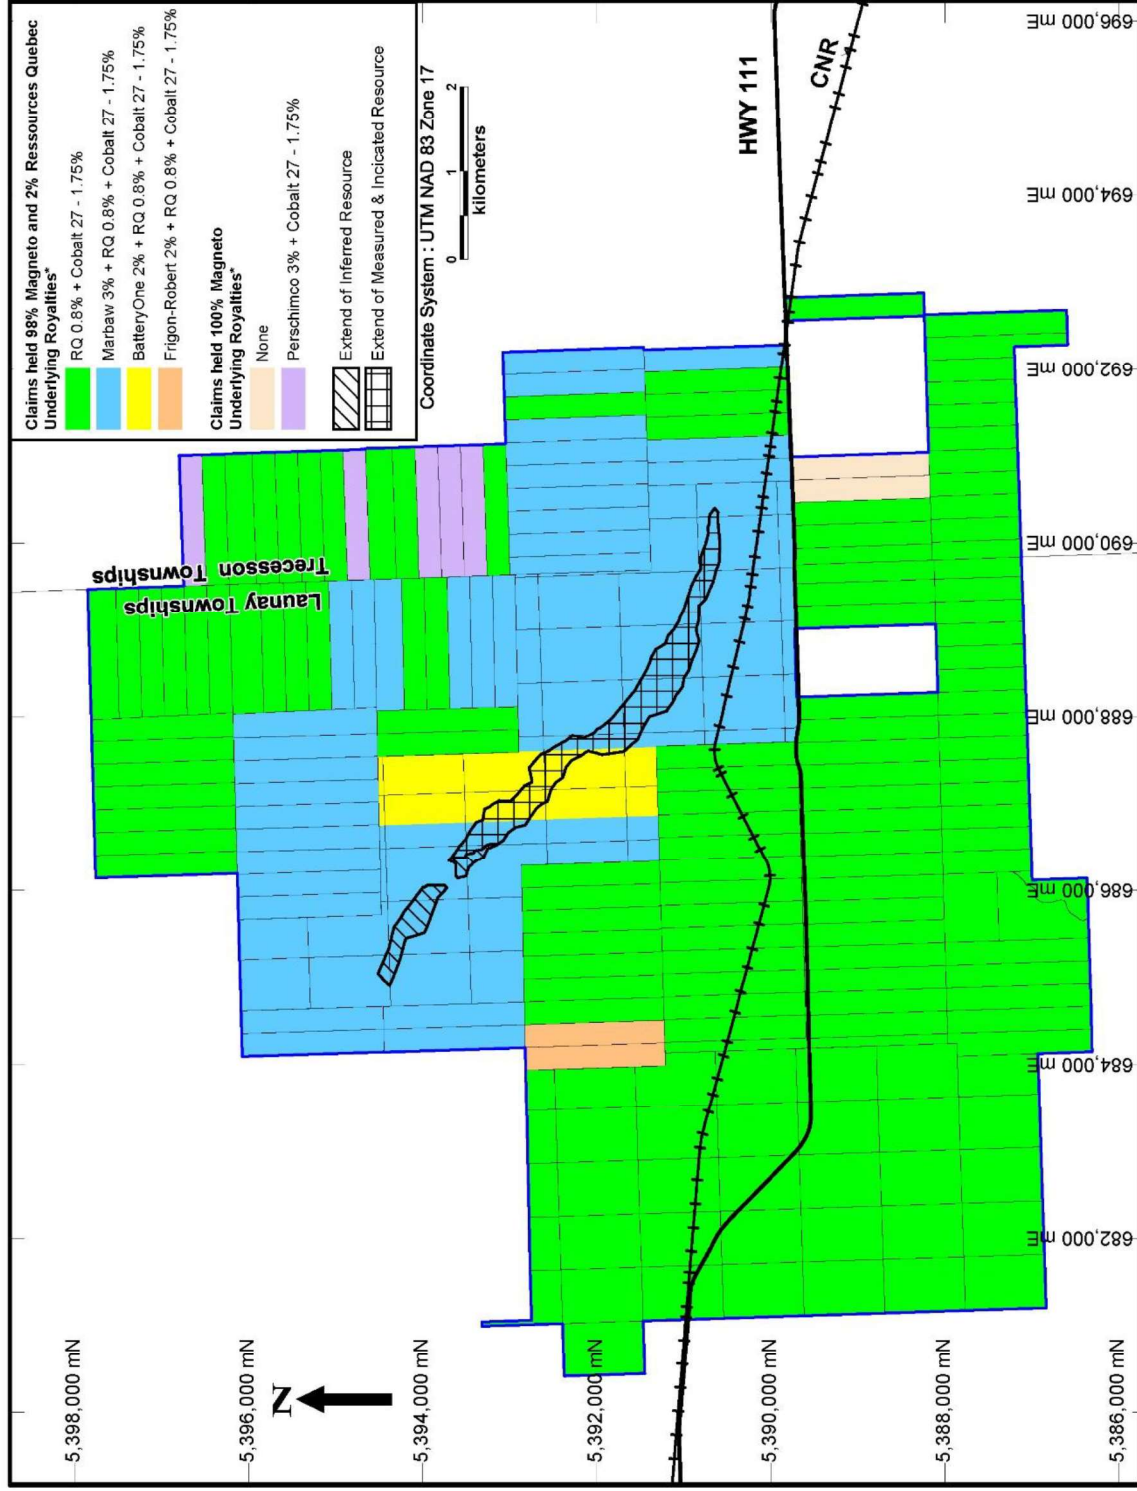 Claims held 98% Magneto and 2% Ressources Quebec
Underlying Royalties*
RQ 0.8% + Cobalt 27 - 1.75%
Marbaw 3% + RQ 0.8% + Cobalt 27 - 1.75%
BatteryOne 2% + RQ 0.8% + Cobalt 27 - 1.75%
Frigon-Robert 2% + RQ 0.8% + Cobalt 27 - 1.75%
Claims held 100% Magneto
Underlying Royalties*
None
Perschimco 3% + Cobalt 27 - 1.75%
Extend of Inferred Resource
Extend of Measured & Incicated Resource
Coordinate System : UTM NAD 83 Zone 17
0 1 2
kilometers
Launay Townships
Trecesson Townships
HWY 111
CNR
N
5,398,000 mN
5,396,000 mN
5,394,000 mN
5,392,000 mN
5,390,000 mN
5,388,000 mN
5,386,000 mN
682,000 mE
684,000 mE
686,000 mE
688,000 mE
690,000 mE
692,000 mE
694,000 mE
696,000 mE